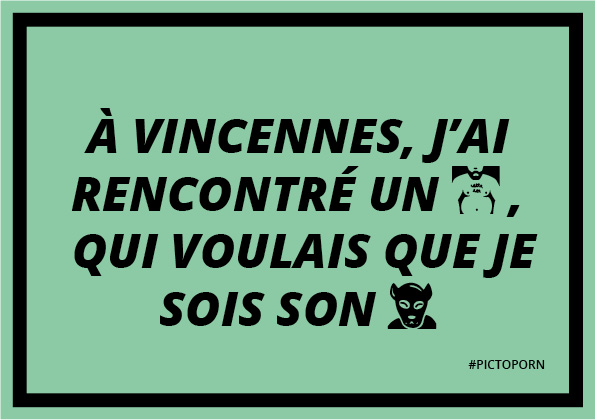 À VINCENNES, J’AI
RENCONTRÉ UN ,
QUI VOULAIS QUE JE
SOIS SON
#PICTOPORN